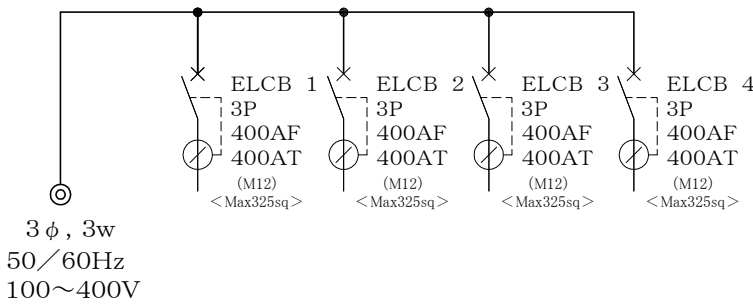 ELCB 1
3P
400AF
400AT
(M12)
＜Max325sq＞
ELCB 2
3P
400AF
400AT
(M12)
＜Max325sq＞
ELCB 3
3P
400AF
400AT
(M12)
＜Max325sq＞
ELCB 4
3P
400AF
400AT
(M12)
＜Max325sq＞
3φ, 3w
50／60Hz
100～400V